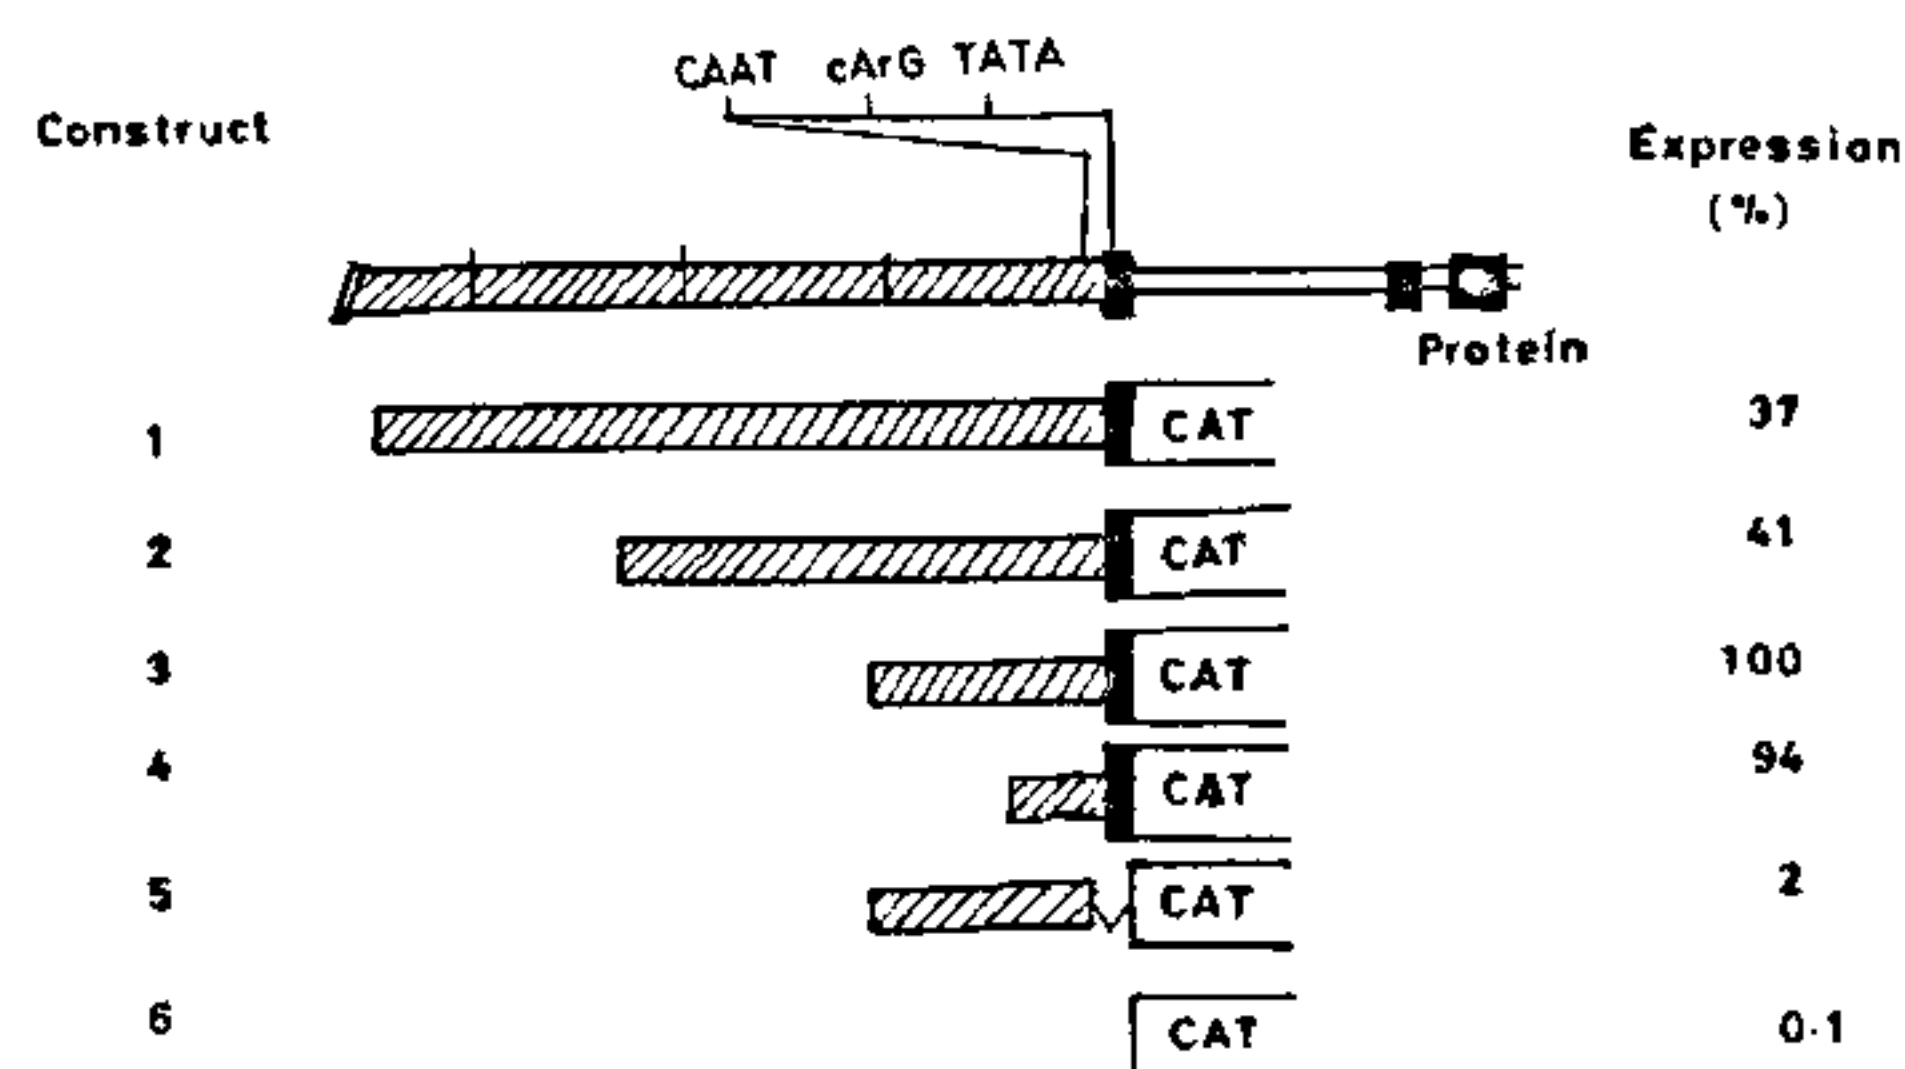 CAAT cArG TATA
Construct
Expression
(%)
Protein
1 CAT 37
2 CAT 41
3 CAT 100
4 CAT 94
5 CAT 2
6 CAT 0.1